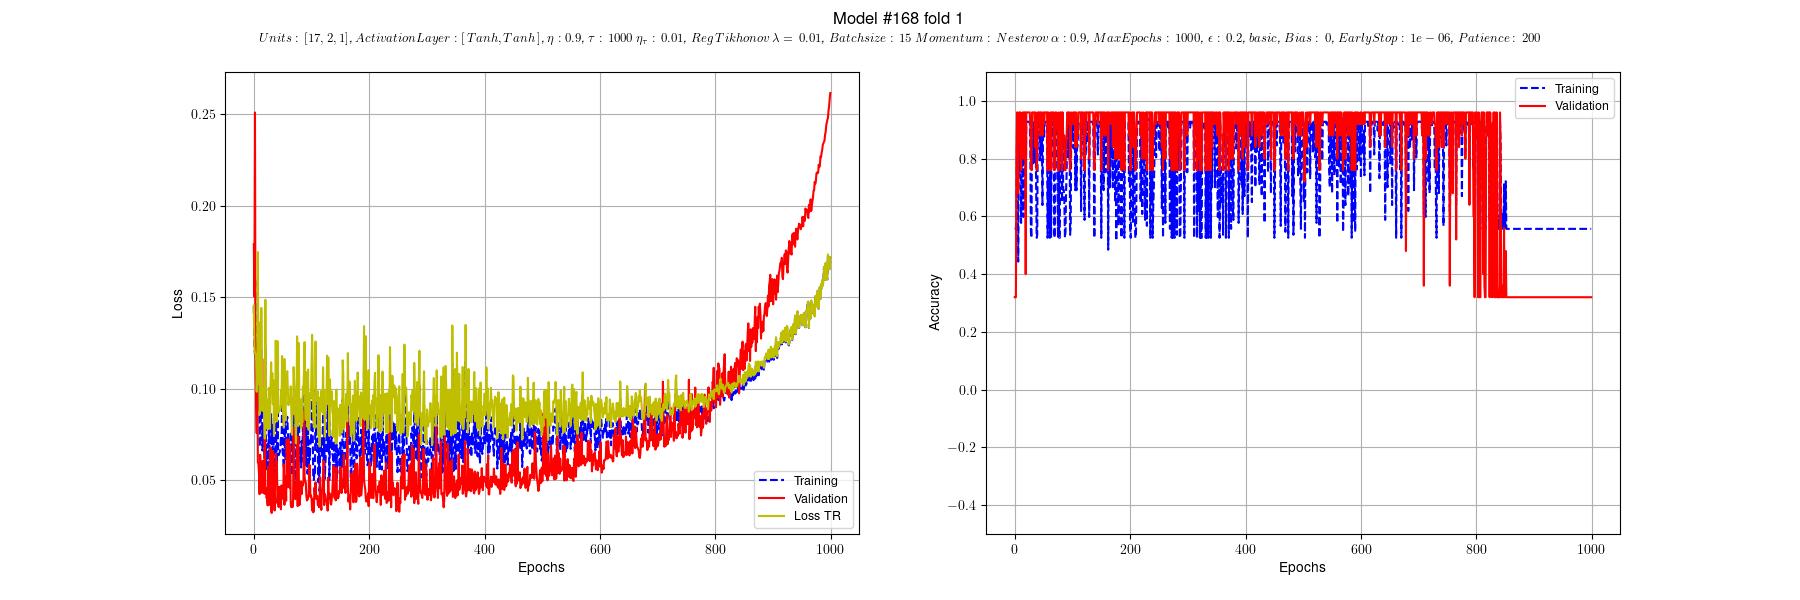 Model #168 fold 1
Units : [17, 2, 1], ActivationLayer : [Tanh, Tanh], η : 0.9, τ : 1000 η_τ : 0.01, RegTikhonov λ = 0.01, Batchsize : 15 Momentum : Nesterov α : 0.9, MaxEpochs : 1000, ϵ : 0.2, basic, Bias : 0, EarlyStop : 1e − 06, Patience : 200
0.25
0.20
0.15
0.10
0.05
Loss
Training
Validation
Loss TR
0 200 400 600 800 1000
Epochs
1.0
0.8
0.6
0.4
0.2
0.0
−0.2
−0.4
Accuracy
Training
Validation
0 200 400 600 800 1000
Epochs